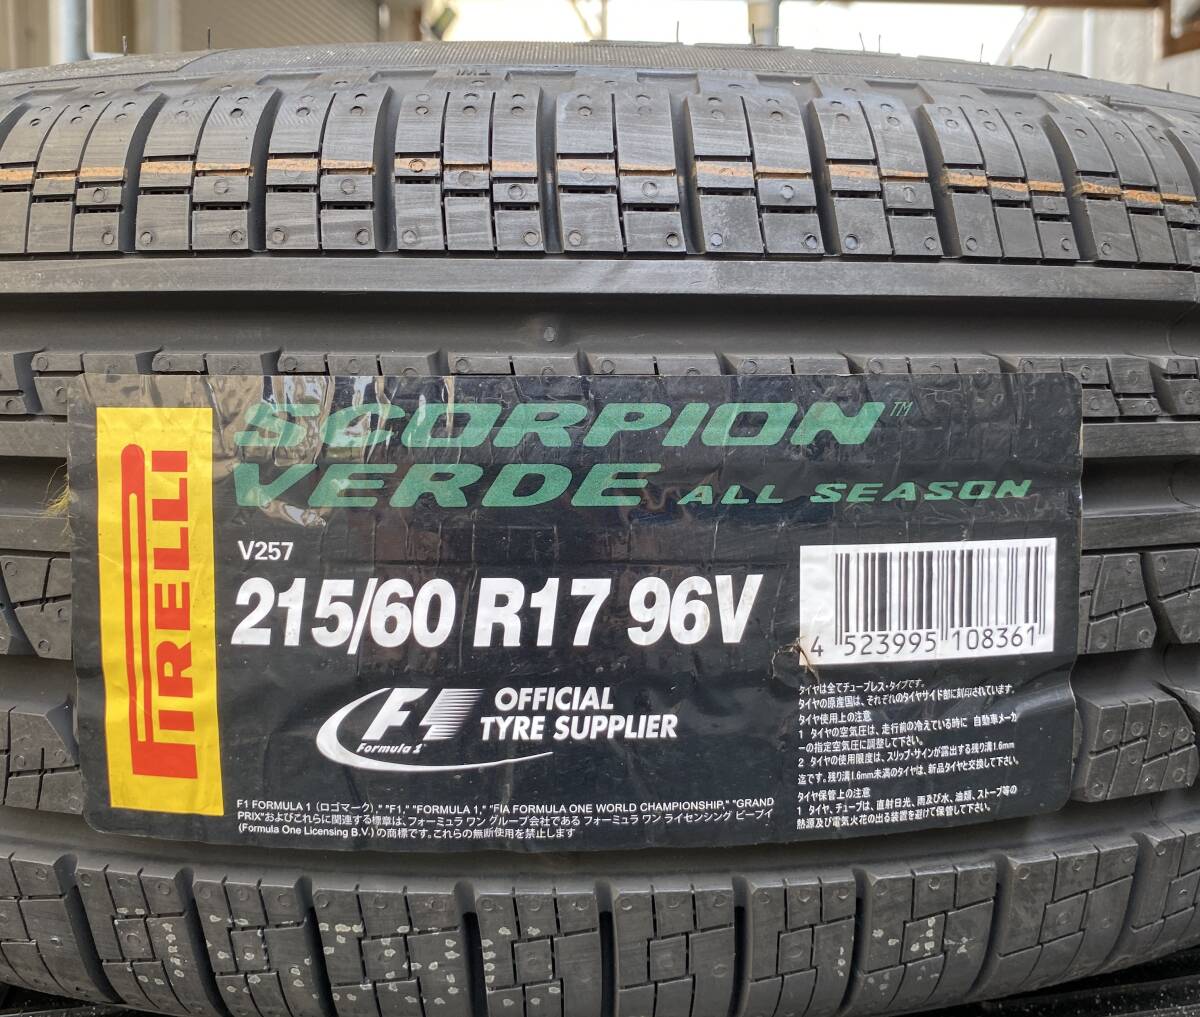 TWI
PIRELLI
SCORPION™
VERDE ALL SEASON
V257
215/60 R17 96V
4 523995 108361
F1 OFFICIAL
Formula 1 TYRE SUPPLIER
F1 FORMULA 1 (ロゴマーク)," "F1," "FORMULA 1," "FIA FORMULA ONE WORLD CHAMPIONSHIP," "GRAND
PRIX"およびこれらに関連する標章は、フォーミュラ ワン グループ会社である フォーミュラ ワン ライセンシング ビーブイ
(Formula One Licensing B.V.)の商標です。これらの無断使用を禁止します
タイヤは全てチューブレス・タイプです。
タイヤの原産国は、それぞれのタイヤサイド部に刻印されています。
タイヤ使用上の注意
1 タイヤの空気圧は、走行前の冷えている時に 自動車メーカ
ーの指定空気圧に調整して下さい。
2 タイヤの使用限度は、スリップ・サインが露出する残り溝1.6mm
迄です。残り溝1.6mm未満のタイヤは、新品タイヤと交換して下さい。
タイヤ保管上の注意
1 タイヤ、チューブは、直射日光、雨及び水、油類、ストーブ等の
熱源及び電気火花の出る装置を避けて保管して下さい。